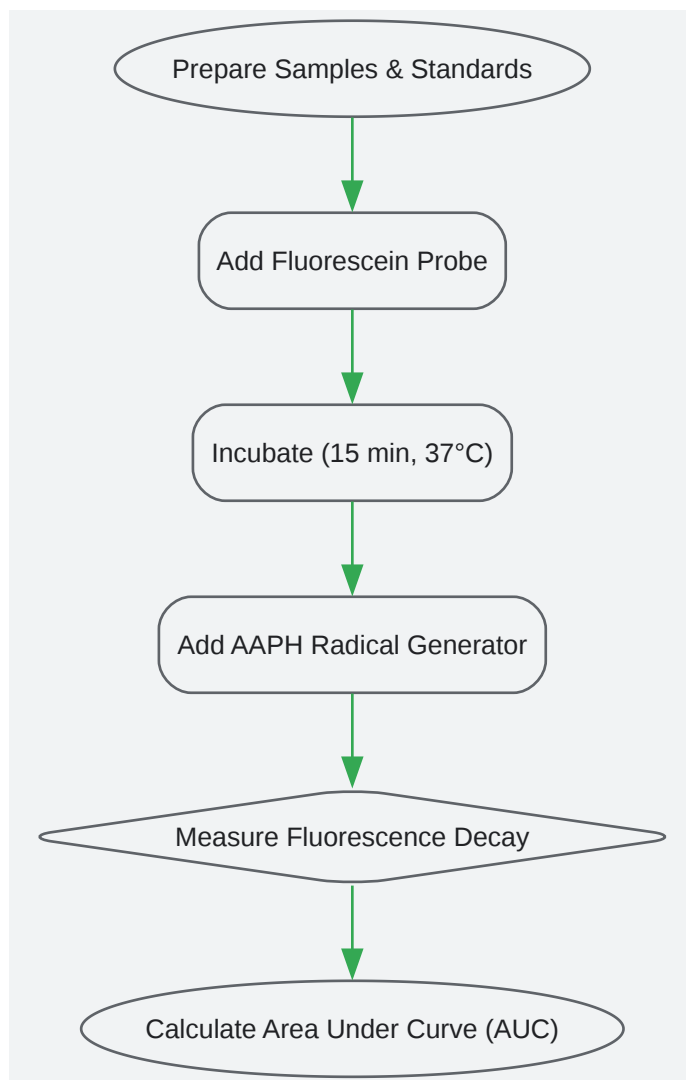 Prepare Samples & Standards
Add Fluorescein Probe
Incubate (15 min, 37°C)
Add AAPH Radical Generator
Measure Fluorescence Decay
Calculate Area Under Curve (AUC)